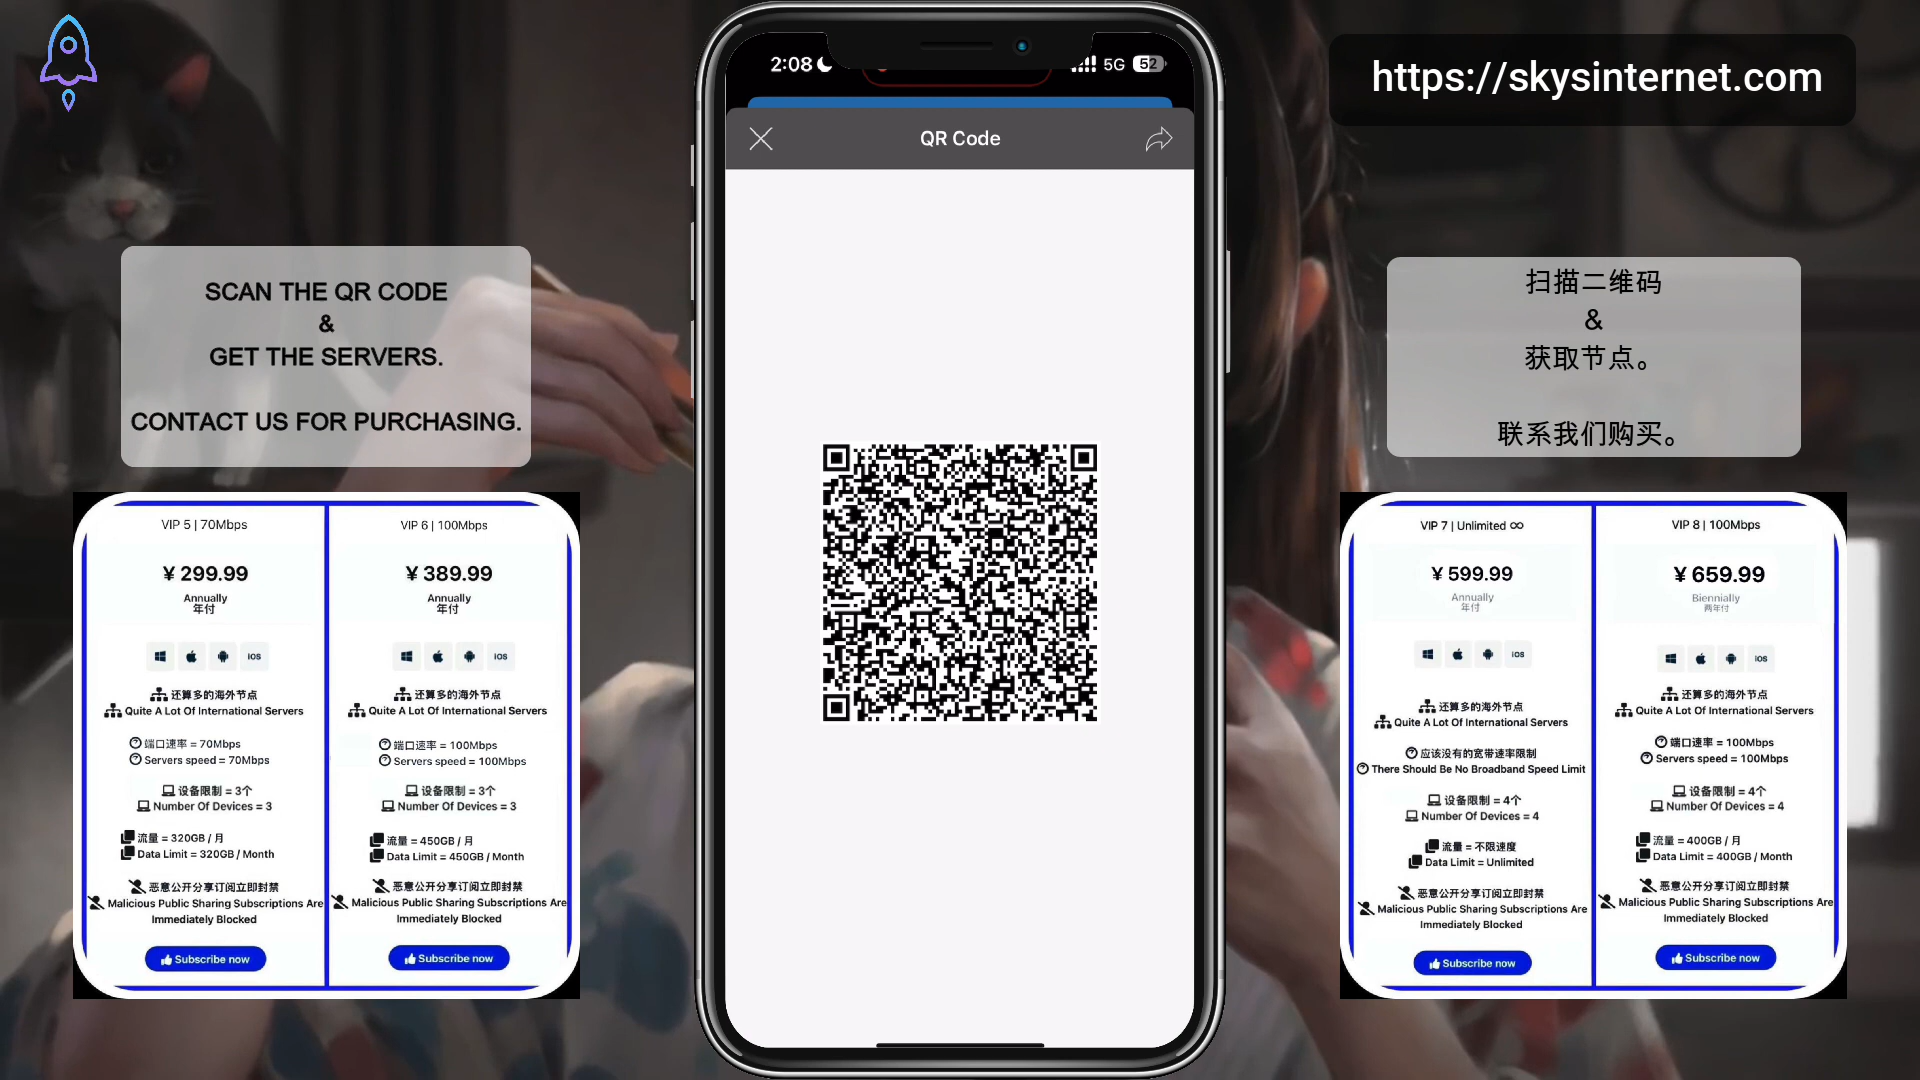 https://skysinternet.com
2:08
5G
52
QR Code
SCAN THE QR CODE
&
GET THE SERVERS.
CONTACT US FOR PURCHASING.
扫描二维码
&
获取节点。
联系我们购买。
VIP 5 | 70Mbps
¥ 299.99
Annually
年付
iOS
还算多的海外节点
Quite A Lot Of International Servers
端口速率 = 70Mbps
Servers speed = 70Mbps
设备限制 = 3个
Number Of Devices = 3
流量 = 320GB / 月
Data Limit = 320GB / Month
恶意公开分享订阅立即封禁
Malicious Public Sharing Subscriptions Are
Immediately Blocked
Subscribe now
VIP 6 | 100Mbps
¥ 389.99
Annually
年付
iOS
还算多的海外节点
Quite A Lot Of International Servers
端口速率 = 100Mbps
Servers speed = 100Mbps
设备限制 = 3个
Number Of Devices = 3
流量 = 450GB / 月
Data Limit = 450GB / Month
恶意公开分享订阅立即封禁
Malicious Public Sharing Subscriptions Are
Immediately Blocked
Subscribe now
VIP 7 | Unlimited ∞
¥ 599.99
Annually
年付
iOS
还算多的海外节点
Quite A Lot Of International Servers
应该没有的宽带速率限制
There Should Be No Broadband Speed Limit
设备限制 = 4个
Number Of Devices = 4
流量 = 不限速度
Data Limit = Unlimited
恶意公开分享订阅立即封禁
Malicious Public Sharing Subscriptions Are
Immediately Blocked
Subscribe now
VIP 8 | 100Mbps
¥ 659.99
Biennially
两年付
iOS
还算多的海外节点
Quite A Lot Of International Servers
端口速率 = 100Mbps
Servers speed = 100Mbps
设备限制 = 4个
Number Of Devices = 4
流量 = 400GB / 月
Data Limit = 400GB / Month
恶意公开分享订阅立即封禁
Malicious Public Sharing Subscriptions Are
Immediately Blocked
Subscribe now